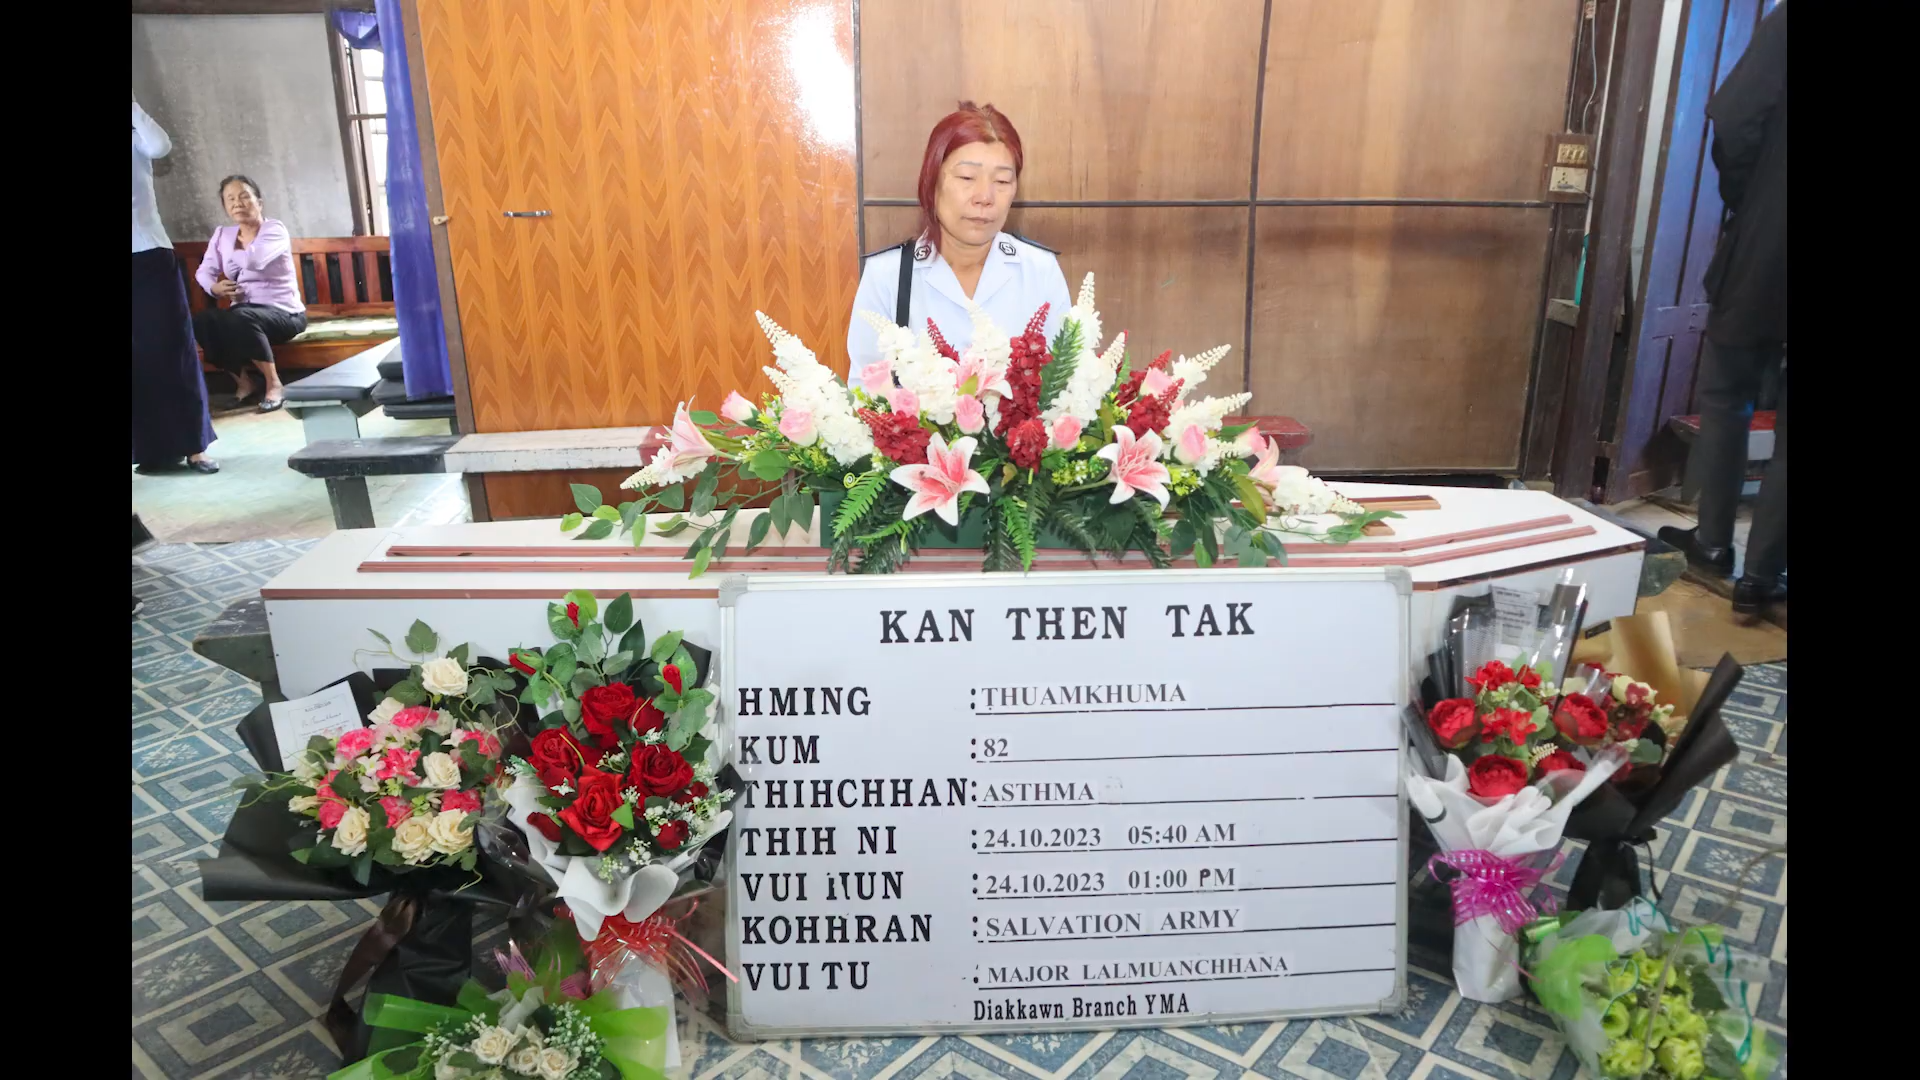 KAN THEN TAK
HMING : THUAMKHUMA
KUM : 82
THIHCHHAN: ASTHMA
THIH NI : 24.10.2023 05:40 AM
VUI HUN : 24.10.2023 01:00 PM
KOHHRAN : SALVATION ARMY
VUI TU : MAJOR LALMUANCHHANA
Diakkawn Branch YMA